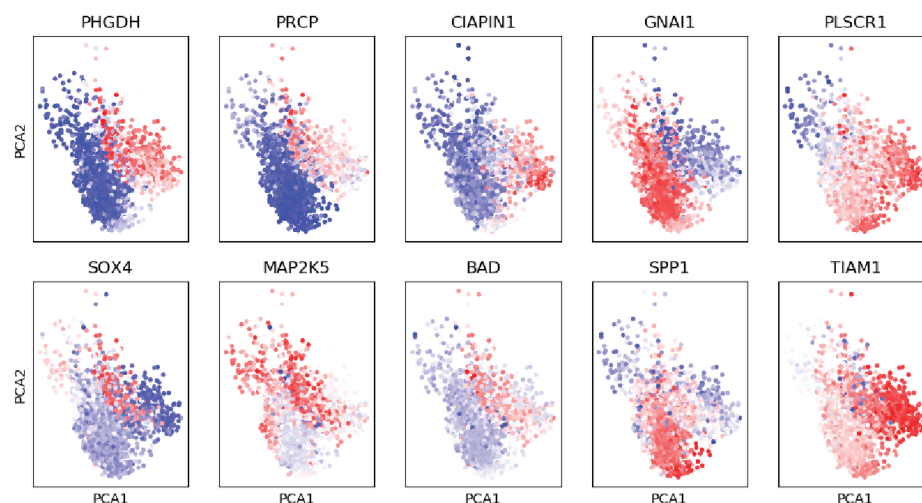 PHGDH PRCP CIAPIN1 GNAI1 PLSCR1
PCA2
SOX4 MAP2K5 BAD SPP1 TIAM1
PCA2
PCA1 PCA1 PCA1 PCA1 PCA1